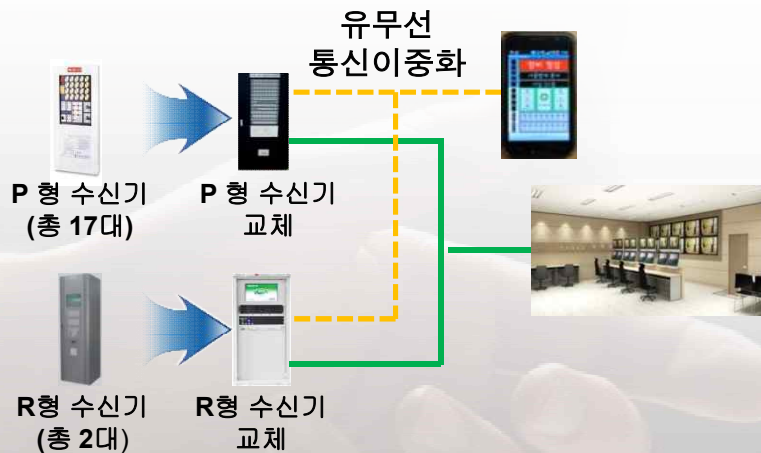 유무선
통신이중화
P 형 수신기
(총 17대)
P 형 수신기
교체
R형 수신기
(총 2대)
R형 수신기
교체